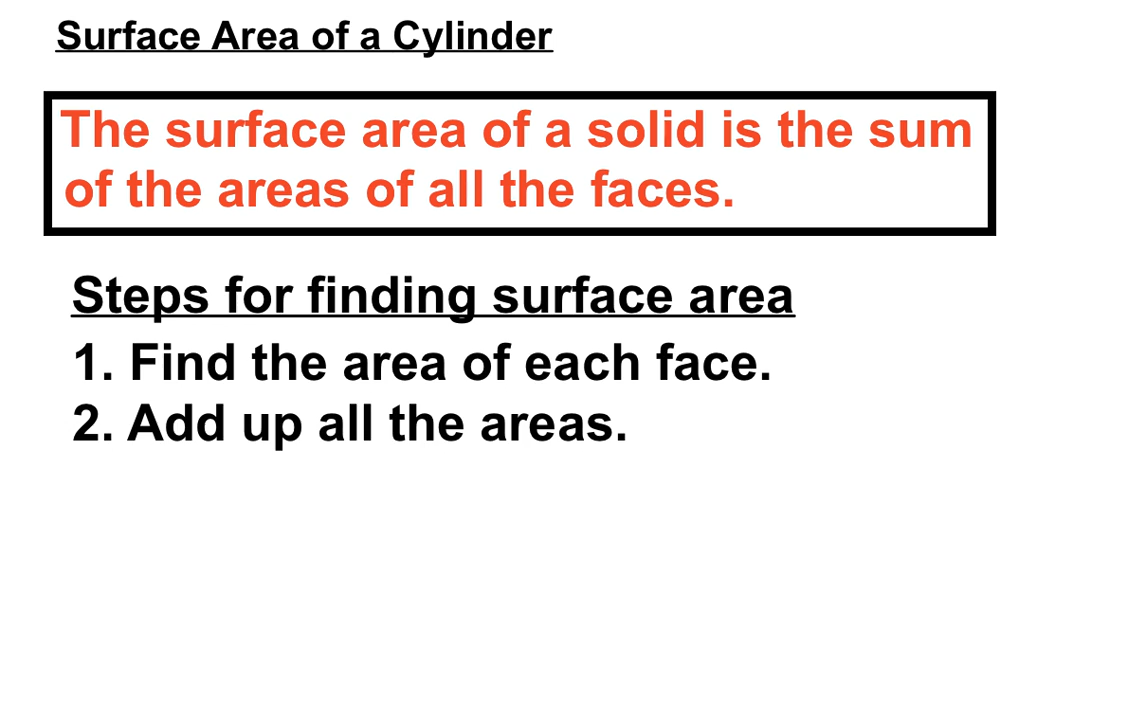 Surface Area of a Cylinder
The surface area of a solid is the sum
of the areas of all the faces.
Steps for finding surface area
1. Find the area of each face.
2. Add up all the areas.